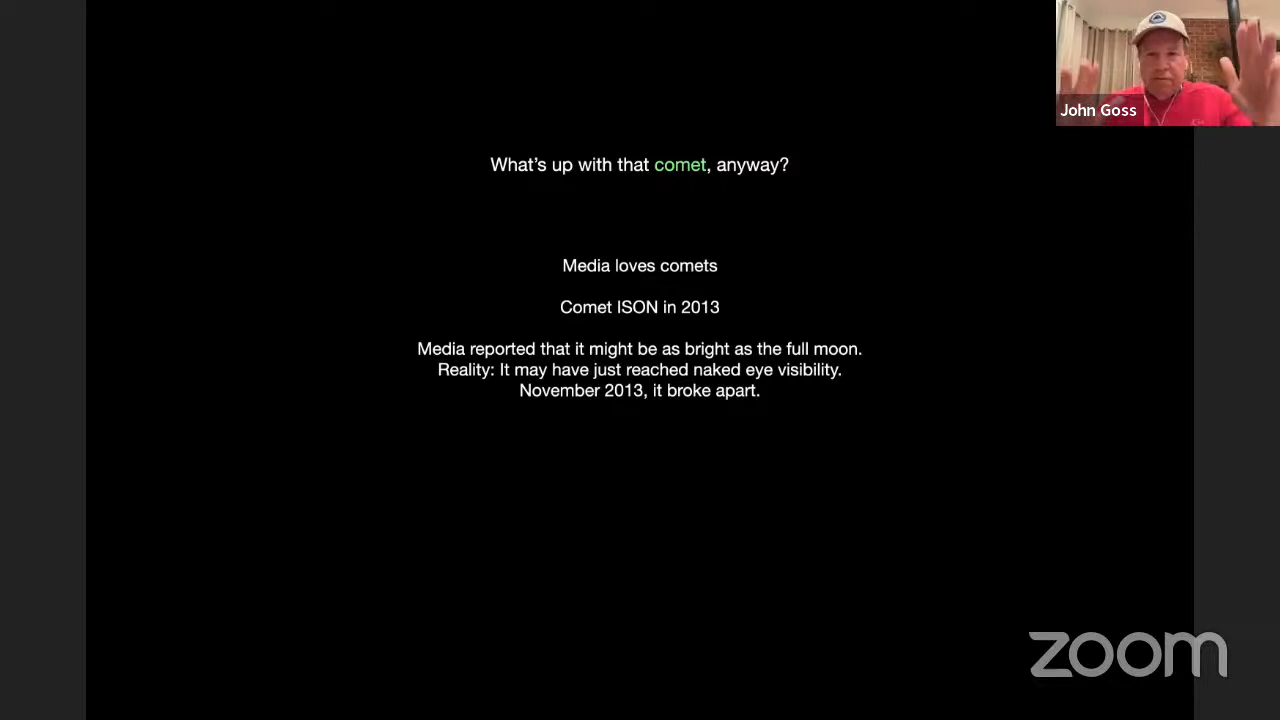 John Goss
What's up with that comet, anyway?
Media loves comets
Comet ISON in 2013
Media reported that it might be as bright as the full moon.
Reality: It may have just reached naked eye visibility.
November 2013, it broke apart.
zoom